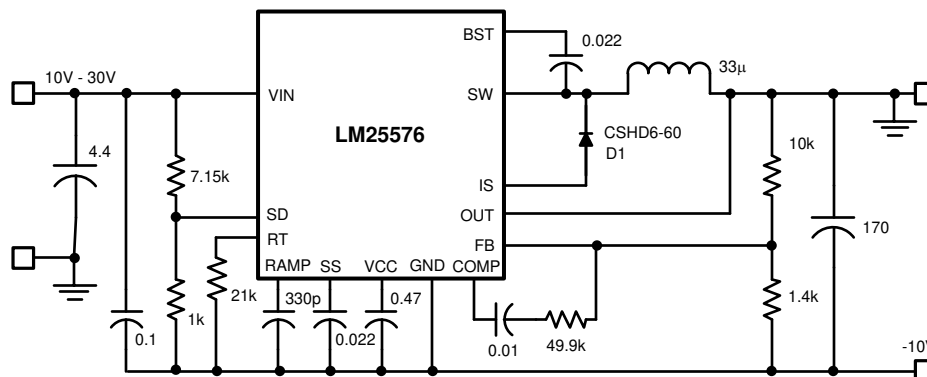 BST
0.022
10V - 30V
33μ
VIN
SW
LM25576
CSHD6-60
D1
10k
4.4
7.15k
IS
SD
OUT
170
RT
FB
RAMP
SS
VCC
GND
COMP
21k
330p
0.47
1.4k
1k
0.1
0.022
0.01
49.9k
-10V